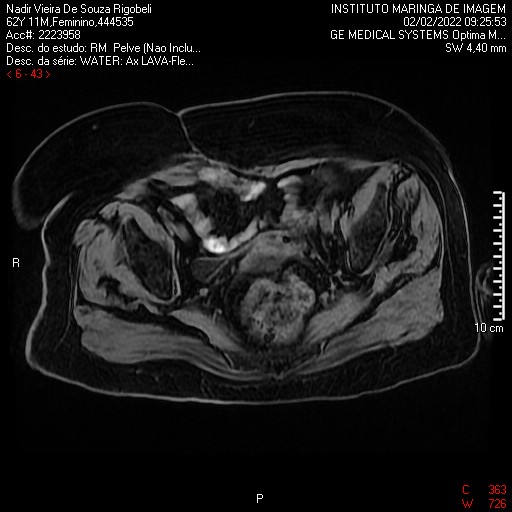 Nadir Vieira De Souza Rigobeli
62Y 11M,Feminino,444535
Acc#: 2223958
Desc. do estudo: RM  Pelve (Nao Inclu...
Desc. da série: WATER: Ax LAVA-Fle...
< 6 - 43 >
INSTITUTO MARINGA DE IMAGEM
02/02/2022 09:25:53
GE MEDICAL SYSTEMS Optima M...
SW 4,40 mm
R
10 cm
P
C 363
W 726